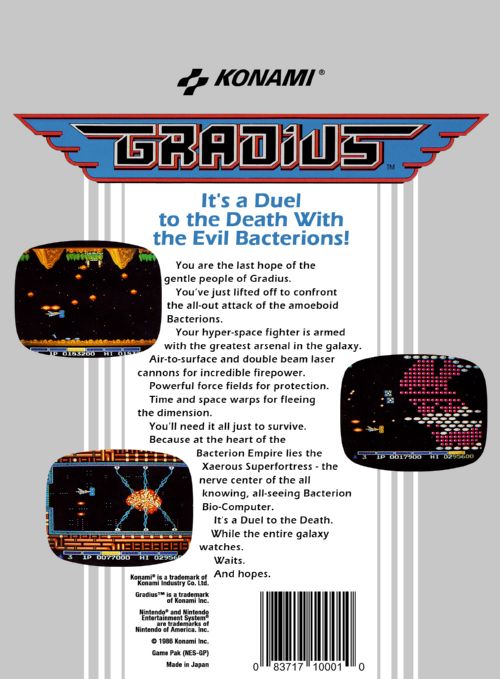 KONAMI®
GRADIUS™
It's a Duel
to the Death With
the Evil Bacterions!
You are the last hope of the
gentle people of Gradius.
You've just lifted off to confront
the all-out attack of the amoeboid
Bacterions.
Your hyper-space fighter is armed
with the greatest arsenal in the galaxy.
Air-to-surface and double beam laser
cannons for incredible firepower.
Powerful force fields for protection.
Time and space warps for fleeing
the dimension.
You'll need it all just to survive.
Because at the heart of the
Bacterion Empire lies the
Xaerous Superfortress - the
nerve center of the all
knowing, all-seeing Bacterion
Bio-Computer.
It's a Duel to the Death.
While the entire galaxy
watches.
Waits.
And hopes.
1P 0183200 HI
3 1P 0017900 HI 0295600
3 1P 0077000 HI 029560
Konami® is a trademark of
Konami Industry Co. Ltd.
Gradius™ is a trademark
of Konami Inc.
Nintendo® and Nintendo
Entertainment System®
are trademarks of
Nintendo of America, Inc.
© 1986 Konami Inc.
Game Pak (NES-GP)
Made in Japan
0 83717 10001 0